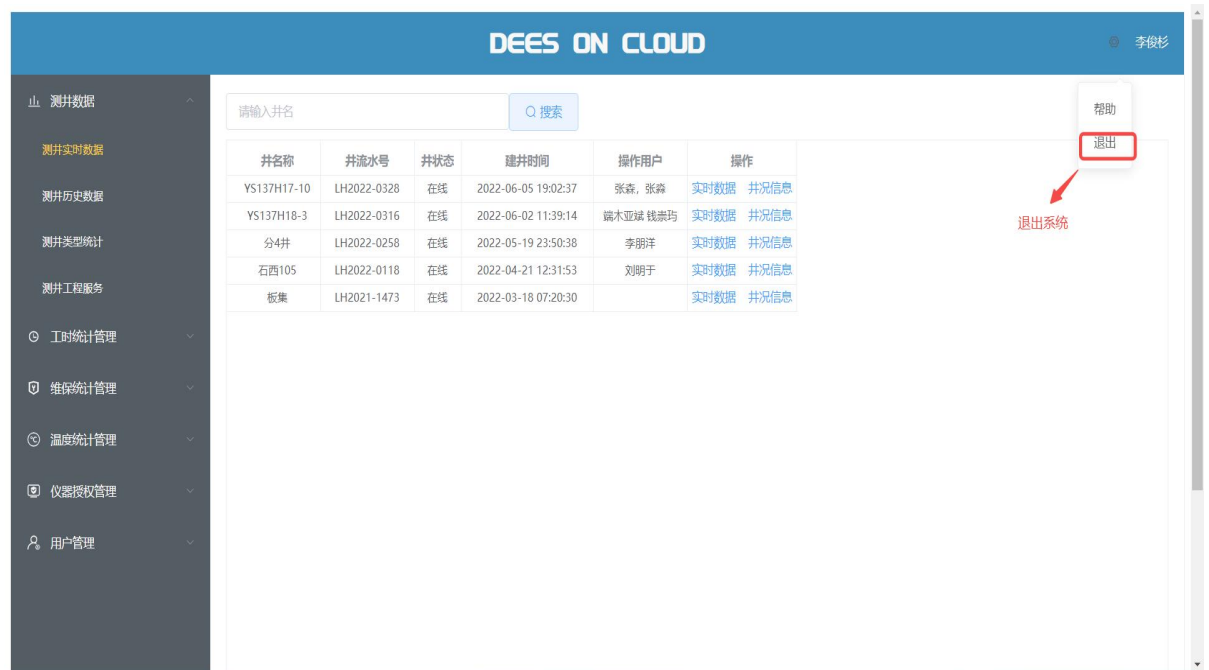 DEES ON CLOUD
李俊杉
测井数据
测井实时数据
测井历史数据
测井类型统计
测井工程服务
工时统计管理
维保统计管理
温度统计管理
仪器授权管理
用户管理
请输入井名 搜索
帮助
退出
退出系统
井名称 井流水号 井状态 建井时间 操作用户 操作
YS137H17-10 LH2022-0328 在线 2022-06-05 19:02:37 张森，张淼 实时数据 井况信息
YS137H18-3 LH2022-0316 在线 2022-06-02 11:39:14 端木亚斌 钱崇玙 实时数据 井况信息
分4井 LH2022-0258 在线 2022-05-19 23:50:38 李朋洋 实时数据 井况信息
石西105 LH2022-0118 在线 2022-04-21 12:31:53 刘明于 实时数据 井况信息
板集 LH2021-1473 在线 2022-03-18 07:20:30 实时数据 井况信息